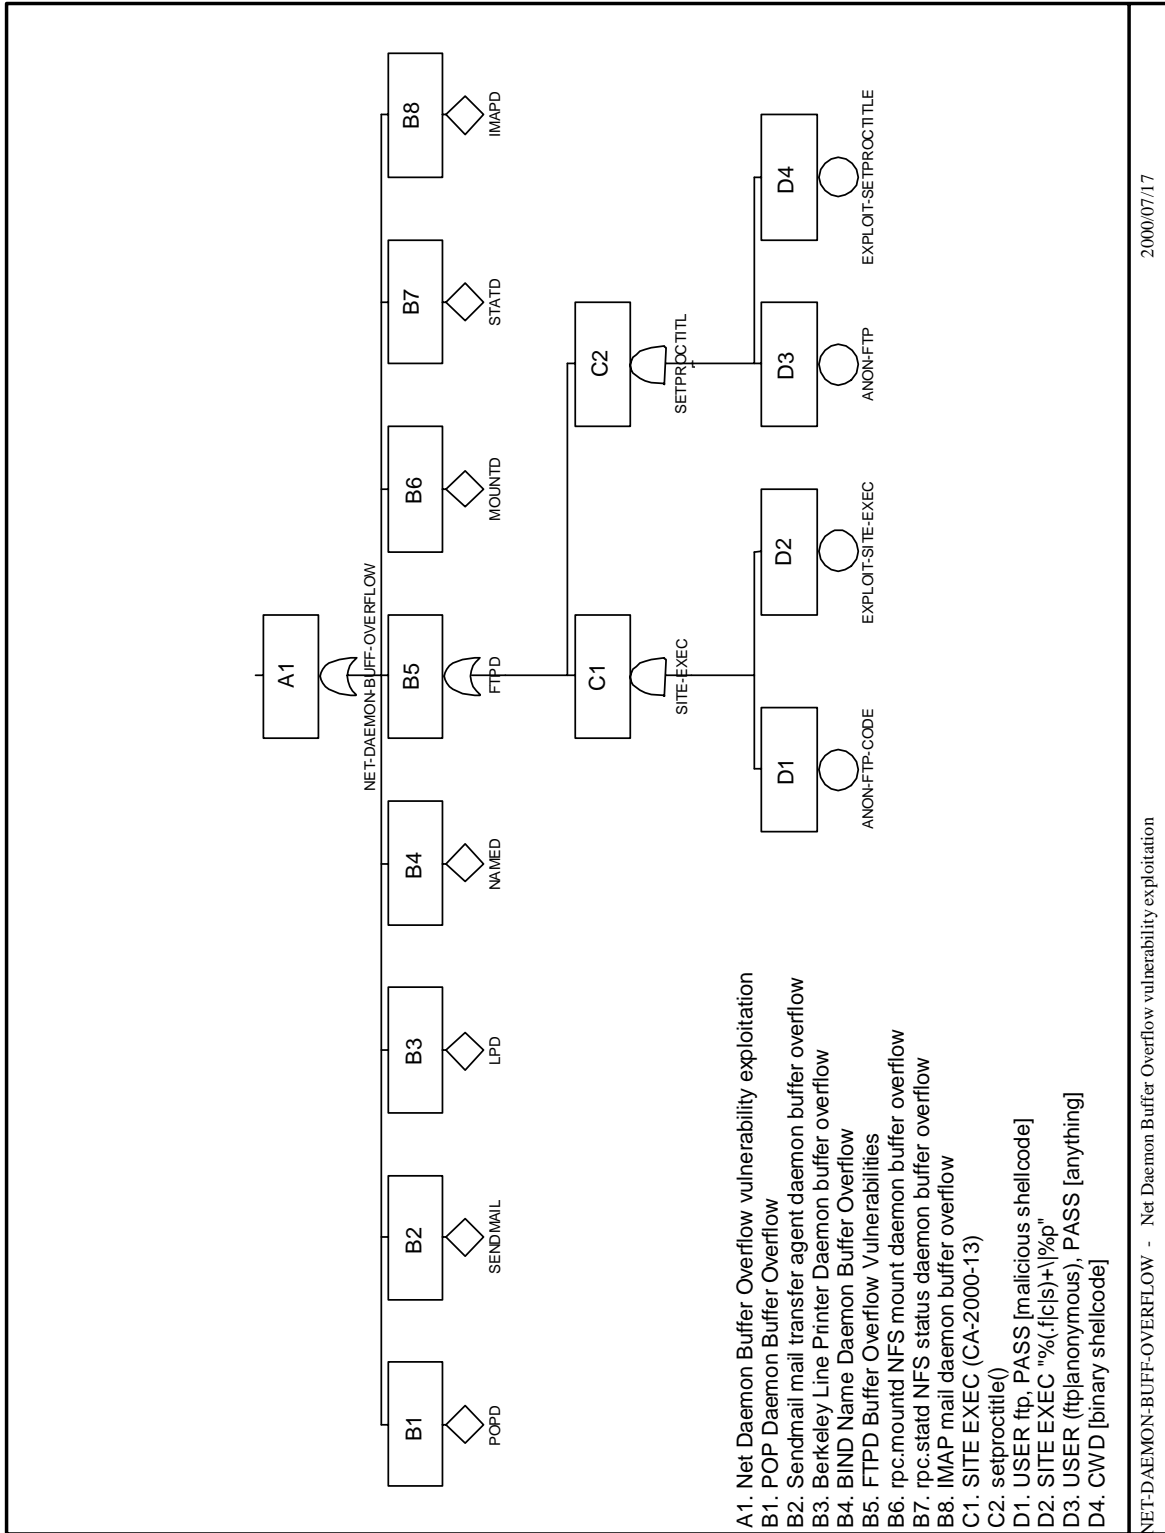 A1
NET-DAEMON-BUFF-OVERFLOW
B1
B2
B3
B4
B5
B6
B7
B8
POPD
SENDMAIL
LPD
NAMED
FTPD
MOUNTD
STATD
IMAPD
C1
C2
SITE-EXEC
SETPROCTITL
D1
D2
D3
D4
ANON-FTP-CODE
EXPLOIT-SITE-EXEC
ANON-FTP
EXPLOIT-SETPROCTITLE
A1. Net Daemon Buffer Overflow vulnerability exploitation
B1. POP Daemon Buffer Overflow
B2. Sendmail mail transfer agent daemon buffer overflow
B3. Berkeley Line Printer Daemon buffer overflow
B4. BIND Name Daemon Buffer Overflow
B5. FTPD Buffer Overflow Vulnerabilities
B6. rpc.mountd NFS mount daemon buffer overflow
B7. rpc.statd NFS status daemon buffer overflow
B8. IMAP mail daemon buffer overflow
C1. SITE EXEC (CA-2000-13)
C2. setproctitle()
D1. USER ftp, PASS [malicious shellcode]
D2. SITE EXEC "%(.f|c|s)+\|%p"
D3. USER (ftp|anonymous), PASS [anything]
D4. CWD [binary shellcode]
NET-DAEMON-BUFF-OVERFLOW - Net Daemon Buffer Overflow vulnerability exploitation 2000/07/17